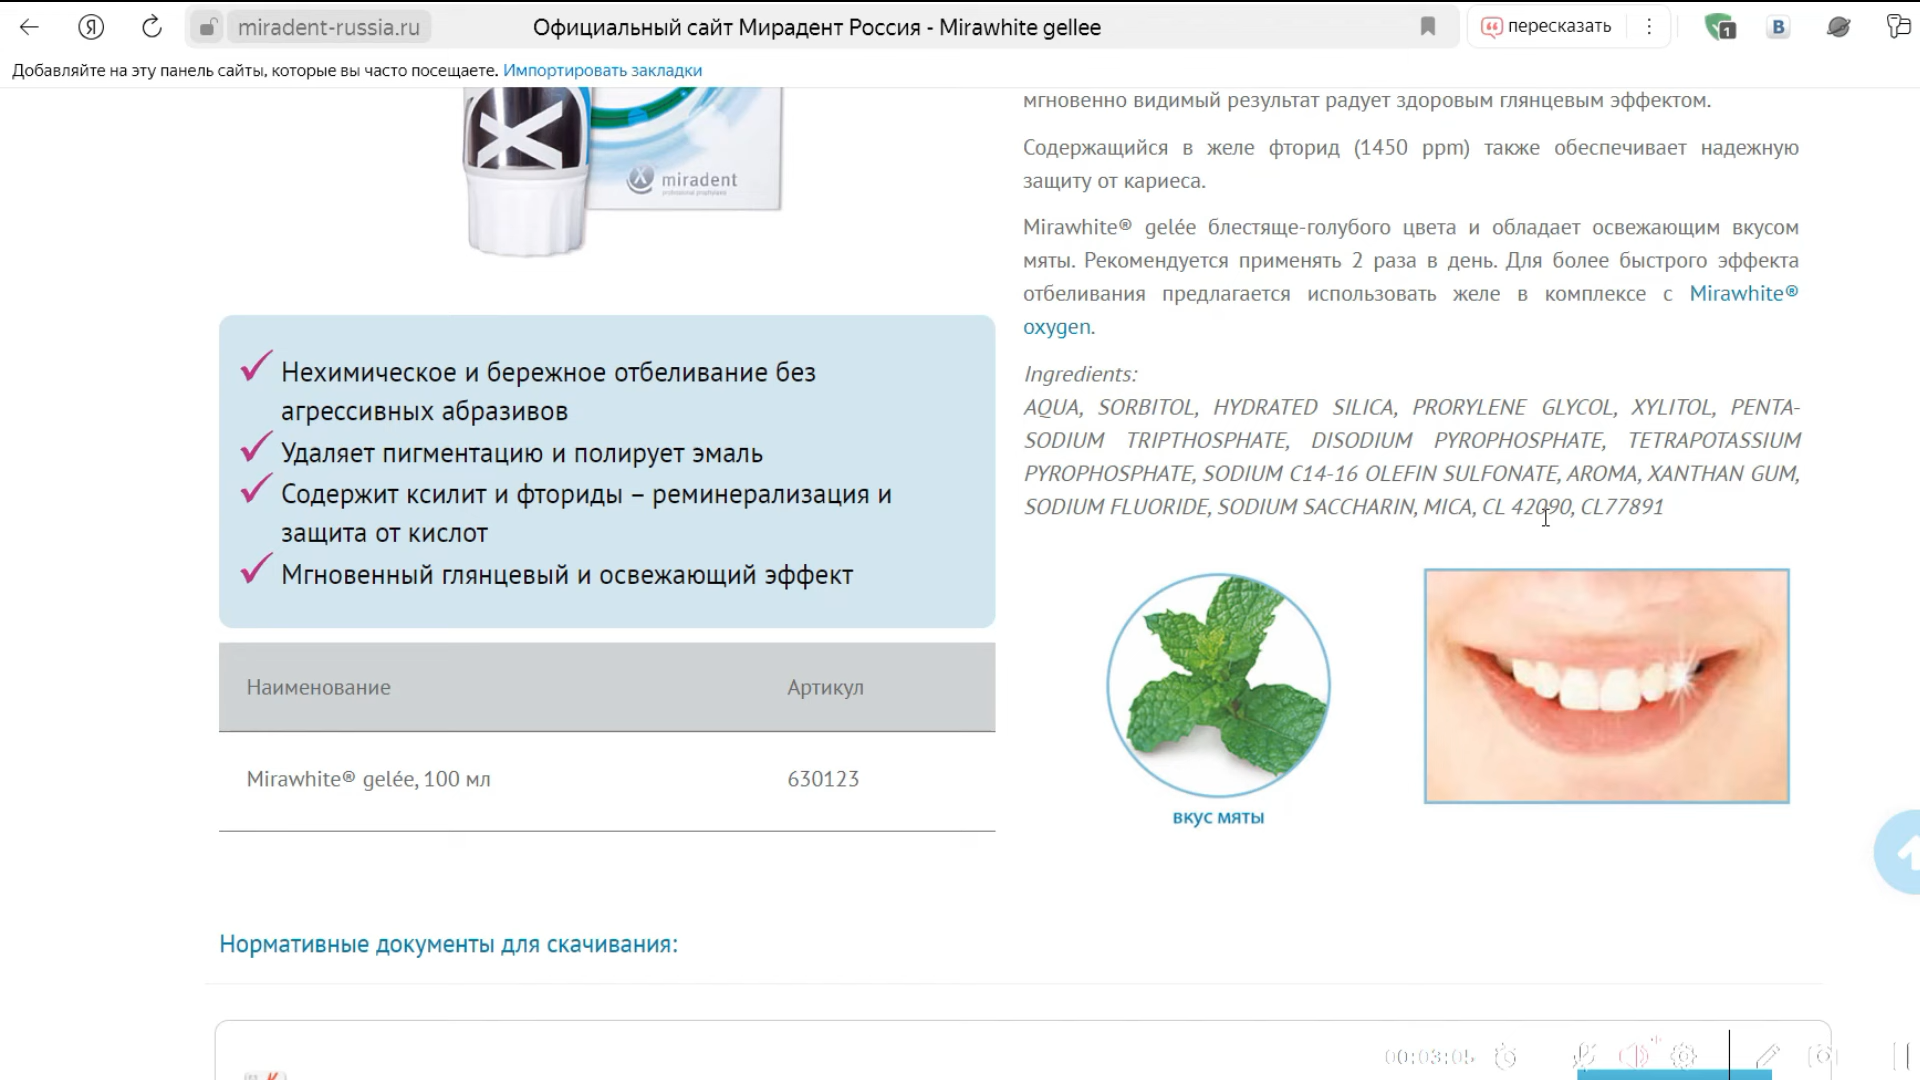 miradent-russia.ru
Официальный сайт Мирадент Россия - Mirawhite gellee
пересказать
1
В
Добавляйте на эту панель сайты, которые вы часто посещаете. Импортировать закладки
miradent
мгновенно видимый результат радует здоровым глянцевым эффектом.
Содержащийся в желе фторид (1450 ppm) также обеспечивает надежную
защиту от кариеса.
Mirawhite® gelée блестяще-голубого цвета и обладает освежающим вкусом
мяты. Рекомендуется применять 2 раза в день. Для более быстрого эффекта
отбеливания предлагается использовать желе в комплексе с Mirawhite®
oxygen.
Ingredients:
AQUA, SORBITOL, HYDRATED SILICA, PRORYLENE GLYCOL, XYLITOL, PENTA-
SODIUM TRIPTHOSPHATE, DISODIUM PYROPHOSPHATE, TETRAPOTASSIUM
PYROPHOSPHATE, SODIUM C14-16 OLEFIN SULFONATE, AROMA, XANTHAN GUM,
SODIUM FLUORIDE, SODIUM SACCHARIN, MICA, CL 42090, CL77891
Нехимическое и бережное отбеливание без
агрессивных абразивов
Удаляет пигментацию и полирует эмаль
Содержит ксилит и фториды – реминерализация и
защита от кислот
Мгновенный глянцевый и освежающий эффект
Наименование Артикул
Mirawhite® gelée, 100 мл 630123
вкус мяты
Нормативные документы для скачивания:
00:03:05